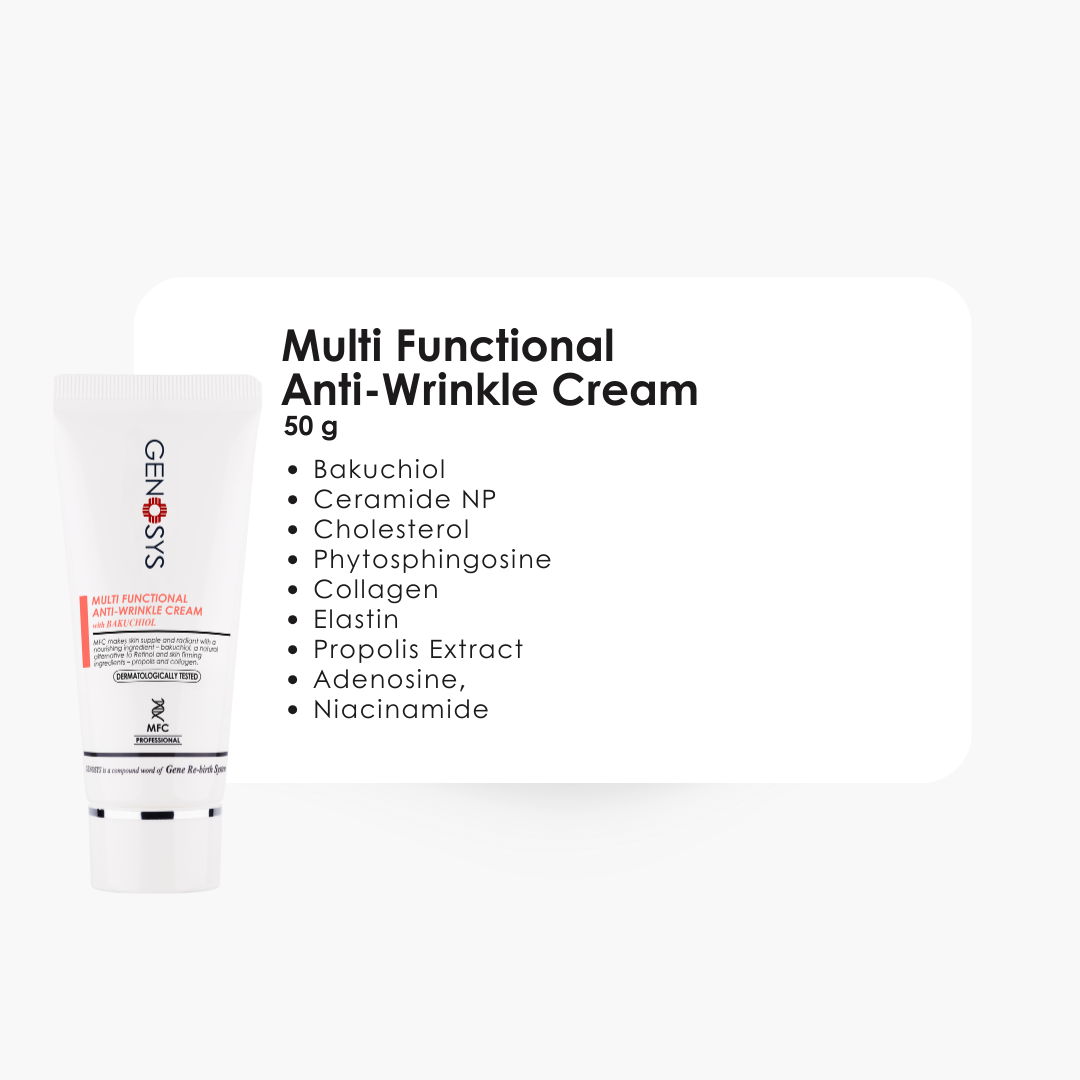 Multi Functional
Anti-Wrinkle Cream
50 g
Bakuchiol
Ceramide NP
Cholesterol
Phytosphingosine
Collagen
Elastin
Propolis Extract
Adenosine,
Niacinamide
GENOSYS
MULTI FUNCTIONAL
ANTI-WRINKLE CREAM
with BAKUCHIOL
MFC makes skin supple and radiant with a
nourishing ingredient - bakuchiol, a natural
alternative to Retinol and skin firming
ingredients - propolis and collagen.
DERMATOLOGICALLY TESTED
MFC
PROFESSIONAL
GENOSYS is a compound word of Gene Re-birth System